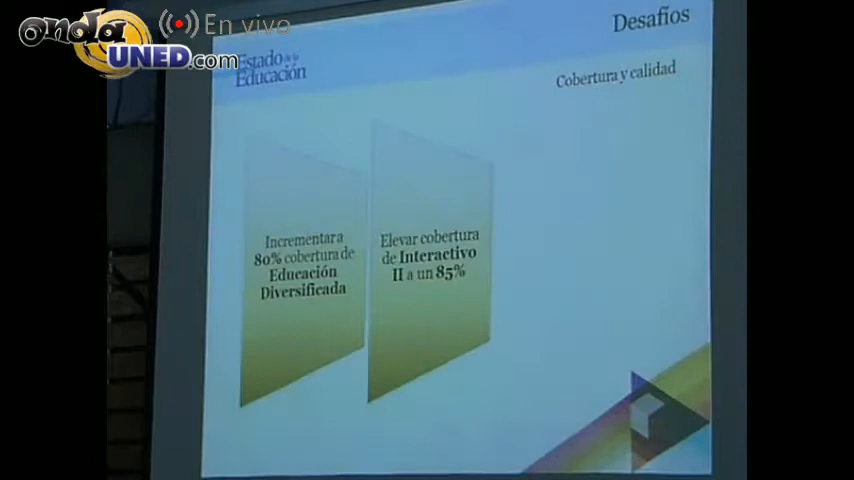 onda
UNED.com
En vivo
Estado de la
Educación
Desafíos
Cobertura y calidad
Incrementar a
80% cobertura de
Educación
Diversificada
Elevar cobertura
de Interactivo
II a un 85%